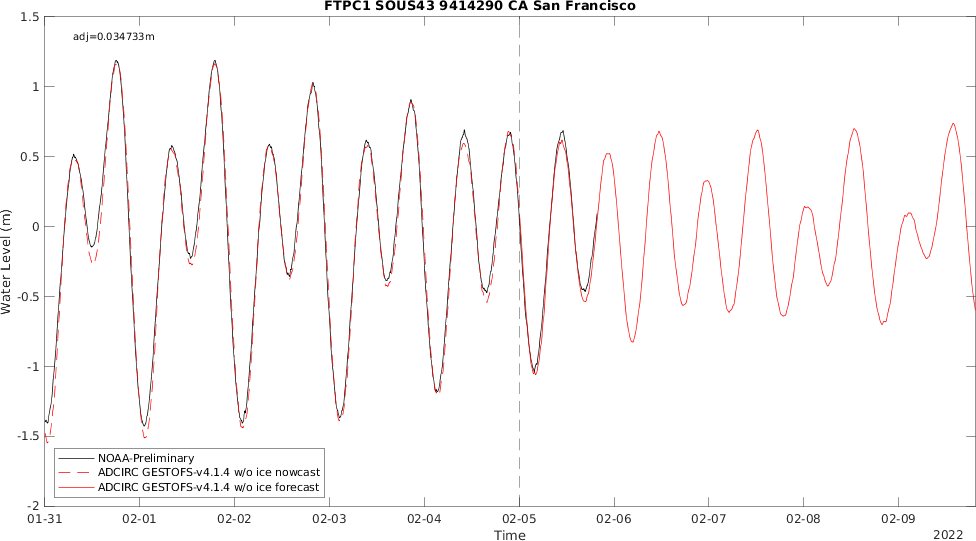 FTPC1 SOUS43 9414290 CA San Francisco
adj=0.034733m
1.5
1
0.5
0
-0.5
-1
-1.5
-2
Water Level (m)
NOAA-Preliminary
ADCIRC GESTOFS-v4.1.4 w/o ice nowcast
ADCIRC GESTOFS-v4.1.4 w/o ice forecast
01-31 02-01 02-02 02-03 02-04 02-05 02-06 02-07 02-08 02-09
Time
2022